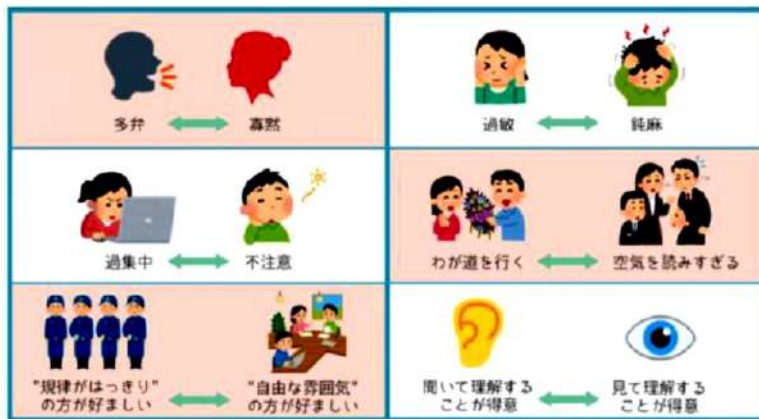 多弁
寡黙
過敏
鈍麻
過集中
不注意
わが道を行く
空気を読みすぎる
"規律がはっきり"
の方が好ましい
"自由な雰囲気"
の方が好ましい
聞いて理解する
ことが得意
見て理解する
ことが得意